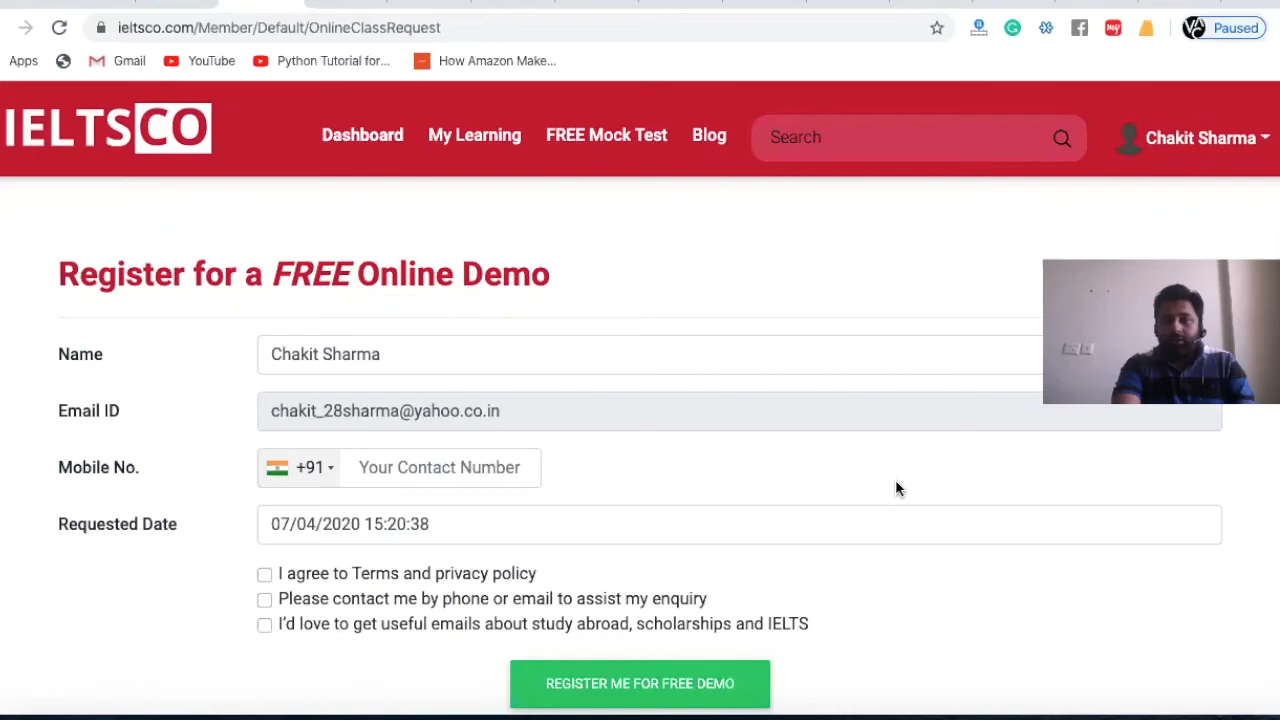 ieltsco.com/Member/Default/OnlineClassRequest
Paused
Apps
Gmail
YouTube
Python Tutorial for...
How Amazon Make...
IELTSCO
Dashboard
My Learning
FREE Mock Test
Blog
Search
Chakit Sharma
Register for a FREE Online Demo
Name
Chakit Sharma
Email ID
chakit_28sharma@yahoo.co.in
Mobile No.
+91
Your Contact Number
Requested Date
07/04/2020 15:20:38
I agree to Terms and privacy policy
Please contact me by phone or email to assist my enquiry
I'd love to get useful emails about study abroad, scholarships and IELTS
REGISTER ME FOR FREE DEMO